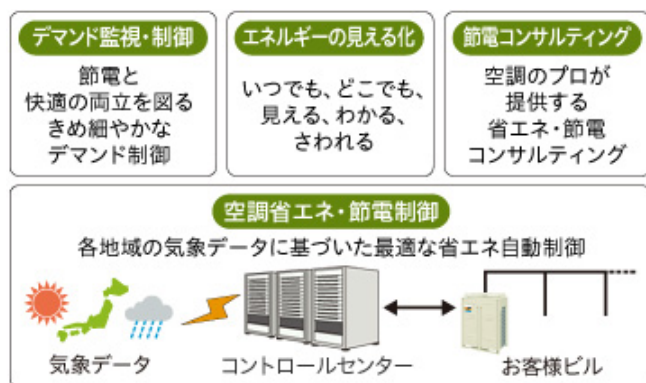 デマンド監視・制御
節電と
快適の両立を図る
きめ細やかな
デマンド制御
エネルギーの見える化
いつでも、どこでも、
見える、わかる、
さわれる
節電コンサルティング
空調のプロが
提供する
省エネ・節電
コンサルティング
空調省エネ・節電制御
各地域の気象データに基づいた最適な省エネ自動制御
気象データ
コントロールセンター
お客様ビル